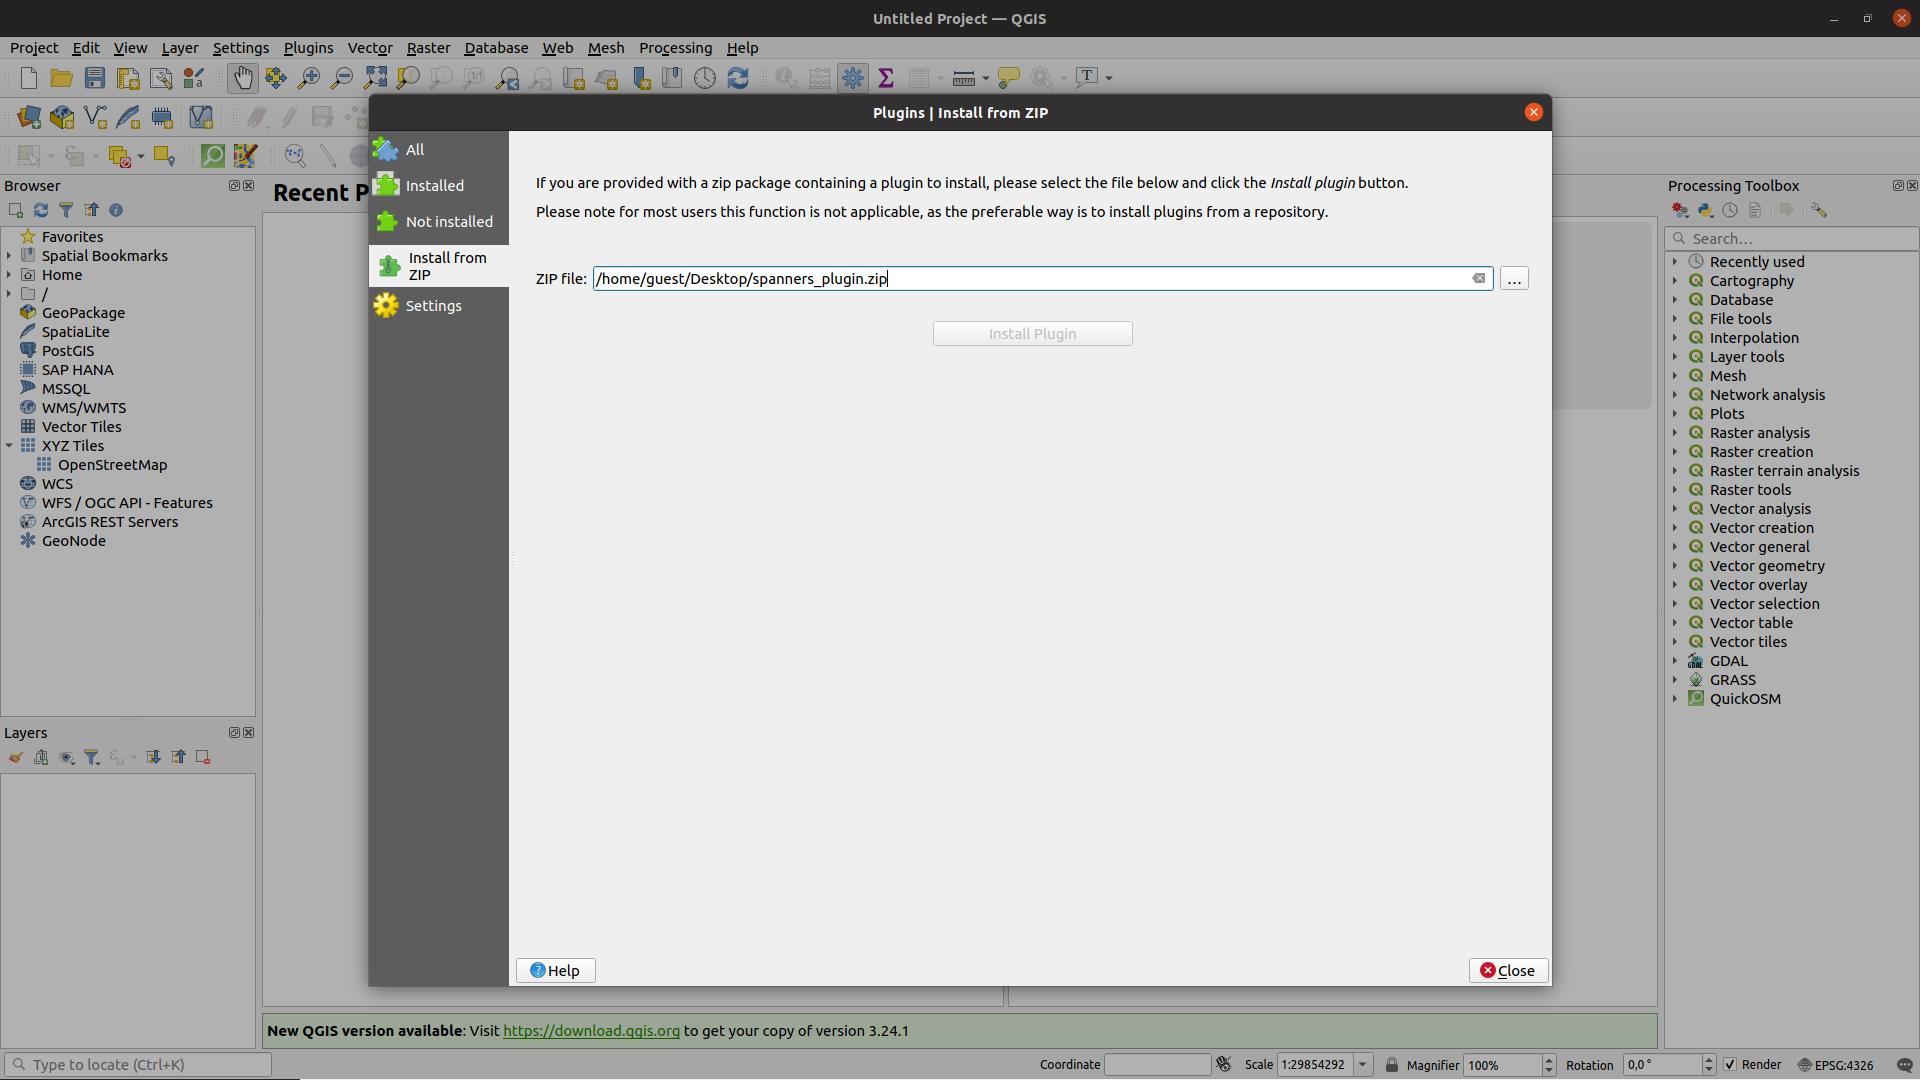 Untitled Project — QGIS
Project Edit View Layer Settings Plugins Vector Raster Database Web Mesh Processing Help
Plugins | Install from ZIP
All
Installed
Not installed
Install from
ZIP
Settings
If you are provided with a zip package containing a plugin to install, please select the file below and click the Install plugin button.
Please note for most users this function is not applicable, as the preferable way is to install plugins from a repository.
ZIP file: /home/guest/Desktop/spanners_plugin.zip ...
Install Plugin
Help
Close
Browser
Favorites
Spatial Bookmarks
Home
/
GeoPackage
SpatiaLite
PostGIS
SAP HANA
MSSQL
WMS/WMTS
Vector Tiles
XYZ Tiles
OpenStreetMap
WCS
WFS / OGC API - Features
ArcGIS REST Servers
GeoNode
Layers
Recent P
Processing Toolbox
Search...
Recently used
Cartography
Database
File tools
Interpolation
Layer tools
Mesh
Network analysis
Plots
Raster analysis
Raster creation
Raster terrain analysis
Raster tools
Vector analysis
Vector creation
Vector general
Vector geometry
Vector overlay
Vector selection
Vector table
Vector tiles
GDAL
GRASS
QuickOSM
New QGIS version available: Visit https://download.qgis.org to get your copy of version 3.24.1
Type to locate (Ctrl+K)
Coordinate
Scale 1:29854292
Magnifier 100%
Rotation 0,0 °
Render
EPSG:4326